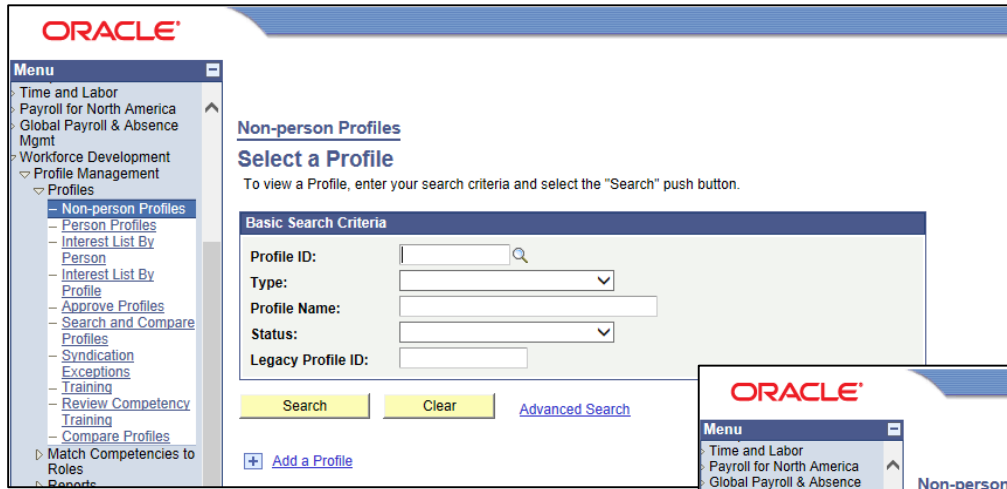 ORACLE
Menu
Time and Labor
Payroll for North America
Global Payroll & Absence
Mgmt
Workforce Development
Profile Management
Profiles
– Non-person Profiles
– Person Profiles
– Interest List By
Person
– Interest List By
Profile
– Approve Profiles
– Search and Compare
Profiles
– Syndication
Exceptions
– Training
– Review Competency
Training
– Compare Profiles
Match Competencies to
Roles
Reports
Non-person Profiles
Select a Profile
To view a Profile, enter your search criteria and select the "Search" push button.
Basic Search Criteria
Profile ID:
Type:
Profile Name:
Status:
Legacy Profile ID:
Search Clear Advanced Search
Add a Profile
ORACLE
Menu
Time and Labor
Payroll for North America
Global Payroll & Absence
Non-person